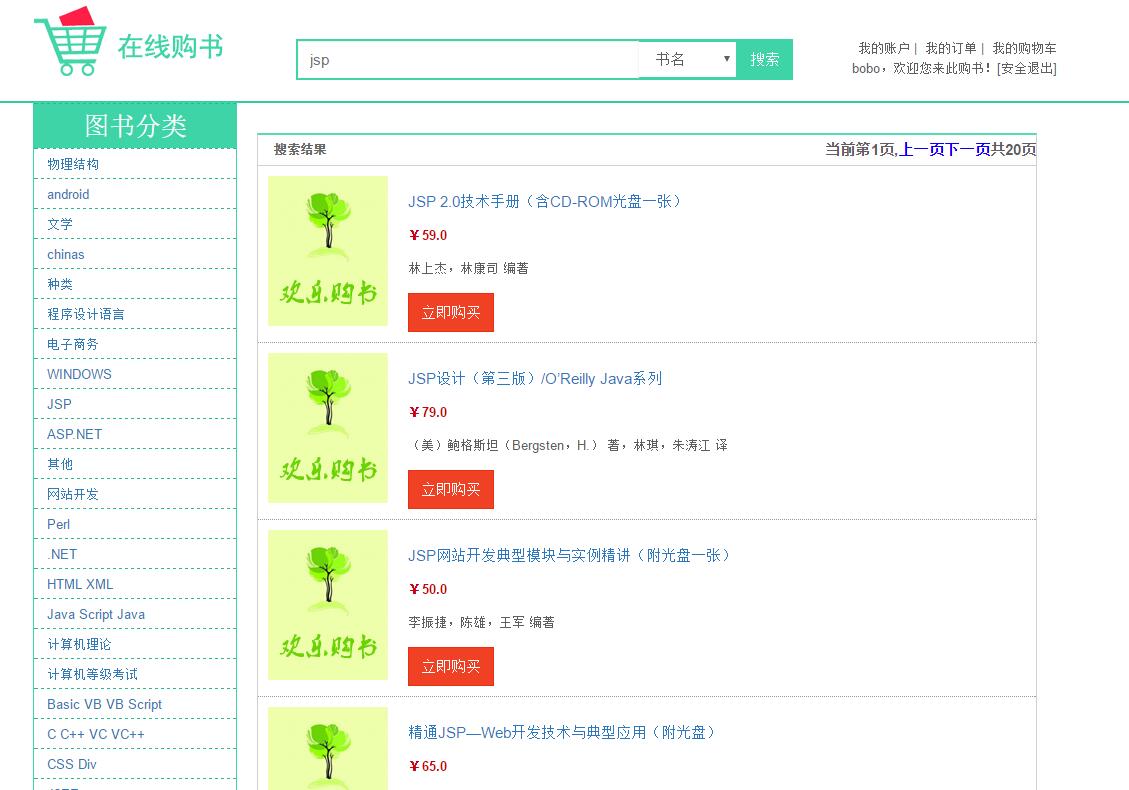 在线购书
jsp
书名
搜索
我的账户| 我的订单| 我的购物车
bobo，欢迎您来此购书！[安全退出]
图书分类
物理结构
android
文学
chinas
种类
程序设计语言
电子商务
WINDOWS
JSP
ASP.NET
其他
网站开发
Perl
.NET
HTML XML
Java Script Java
计算机理论
计算机等级考试
Basic VB VB Script
C C++ VC VC++
CSS Div
搜索结果
当前第1页,上一页下一页共20页
欢乐购书
JSP 2.0技术手册（含CD-ROM光盘一张）
￥59.0
林上杰，林康司 编著
立即购买
欢乐购书
JSP设计（第三版）/O’Reilly Java系列
￥79.0
（美）鲍格斯坦（Bergsten，H.） 著，林琪，朱涛江 译
立即购买
欢乐购书
JSP网站开发典型模块与实例精讲（附光盘一张）
￥50.0
李振捷，陈雄，王军 编著
立即购买
精通JSP—Web开发技术与典型应用（附光盘）
￥65.0